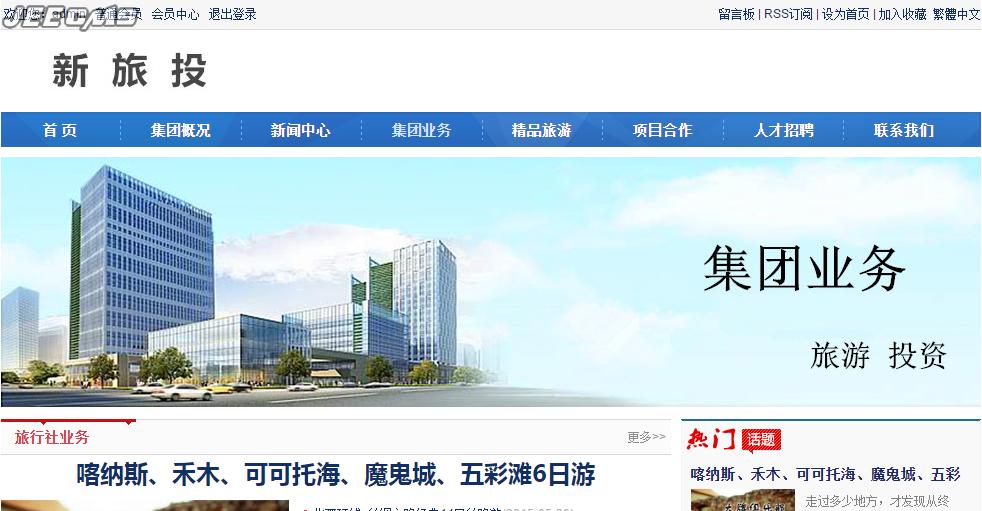 欢迎您：admin 普通会员 会员中心 退出登录
留言板 | RSS订阅 | 设为首页 | 加入收藏 繁體中文
JEECMS
新 旅 投
首 页 集团概况 新闻中心 集团业务 精品旅游 项目合作 人才招聘 联系我们
集团业务
旅游 投资
旅行社业务 更多>>
热门 话题
喀纳斯、禾木、可可托海、魔鬼城、五彩滩6日游
喀纳斯、禾木、可可托海、魔鬼城、五彩
走过多少地方，才发现从终